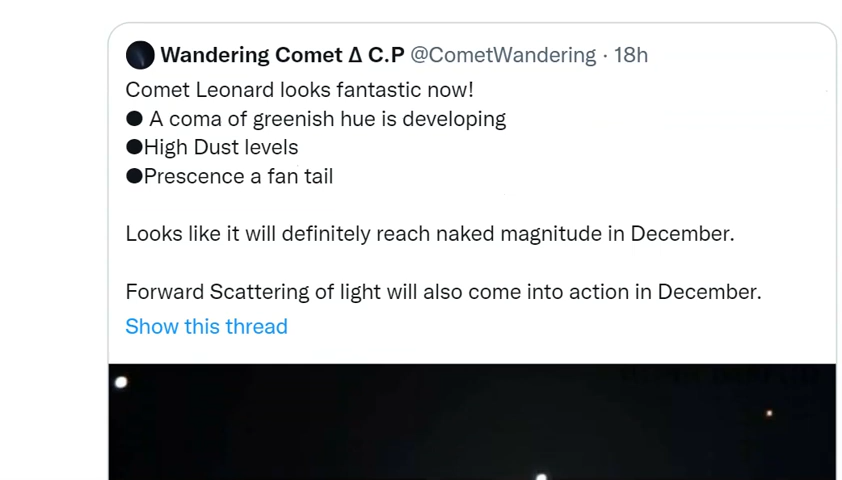 Wandering Comet Δ C.P @CometWandering · 18h
Comet Leonard looks fantastic now!
● A coma of greenish hue is developing
●High Dust levels
●Prescence a fan tail
Looks like it will definitely reach naked magnitude in December.
Forward Scattering of light will also come into action in December.
Show this thread